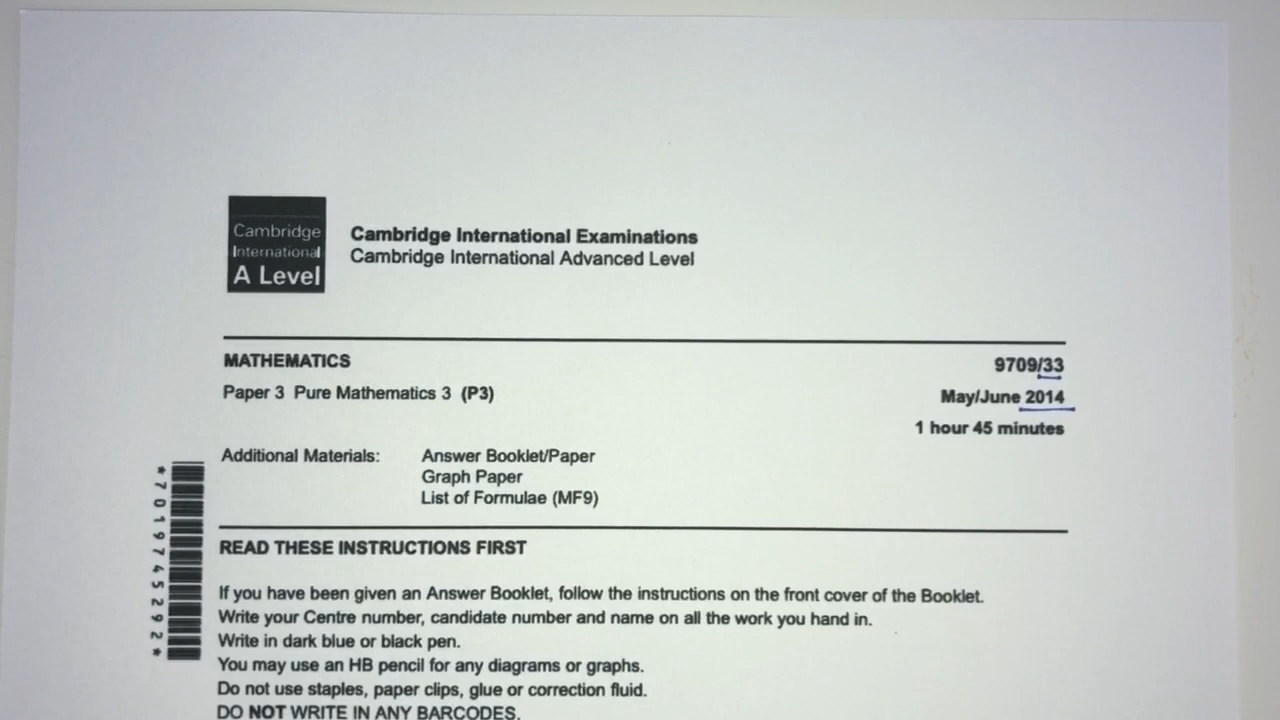 Cambridge
International
A Level
Cambridge International Examinations
Cambridge International Advanced Level
MATHEMATICS 9709/33
Paper 3 Pure Mathematics 3 (P3) May/June 2014
1 hour 45 minutes
Additional Materials: Answer Booklet/Paper
Graph Paper
List of Formulae (MF9)
*7019745292*
READ THESE INSTRUCTIONS FIRST
If you have been given an Answer Booklet, follow the instructions on the front cover of the Booklet.
Write your Centre number, candidate number and name on all the work you hand in.
Write in dark blue or black pen.
You may use an HB pencil for any diagrams or graphs.
Do not use staples, paper clips, glue or correction fluid.
DO NOT WRITE IN ANY BARCODES.